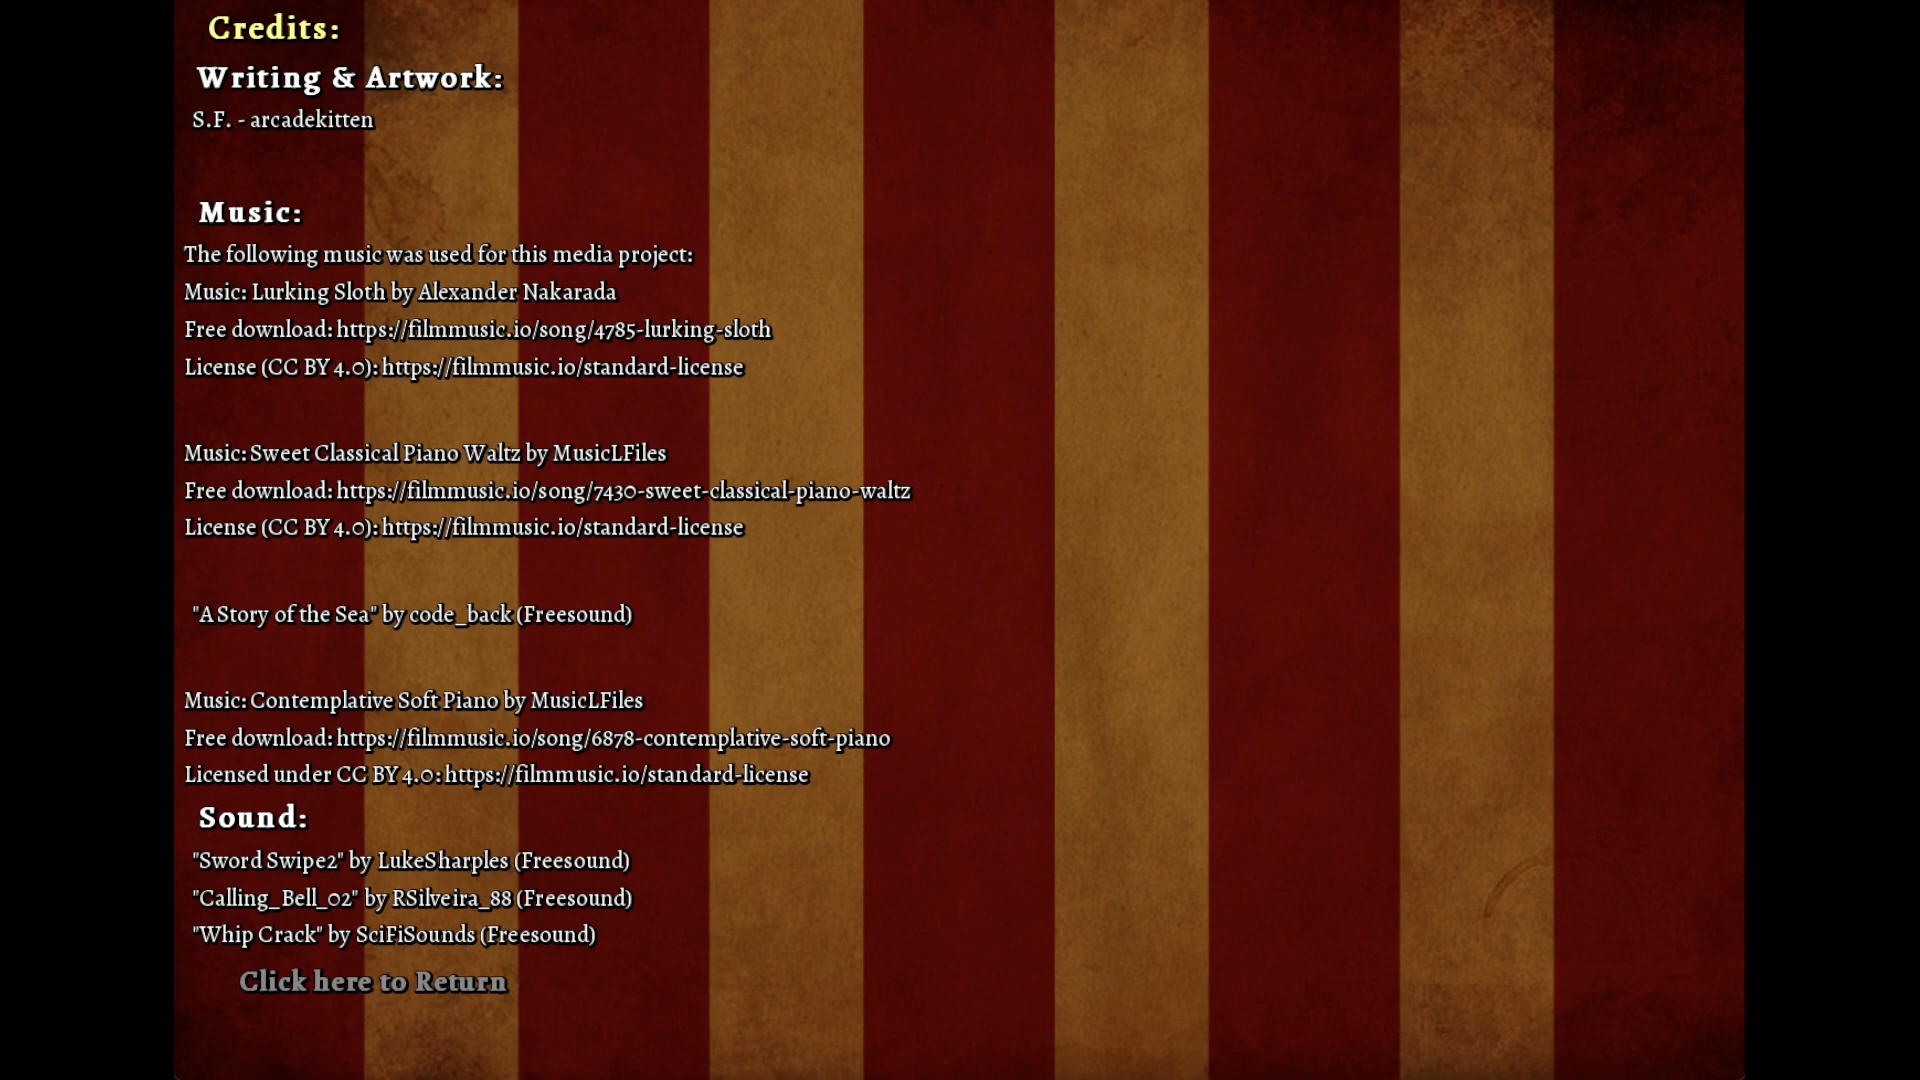 Credits:
Writing & Artwork:
S.F. - arcadekitten
Music:
The following music was used for this media project:
Music: Lurking Sloth by Alexander Nakarada
Free download: https://filmmusic.io/song/4785-lurking-sloth
License (CC BY 4.0): https://filmmusic.io/standard-license
Music: Sweet Classical Piano Waltz by MusicLFiles
Free download: https://filmmusic.io/song/7430-sweet-classical-piano-waltz
License (CC BY 4.0): https://filmmusic.io/standard-license
"A Story of the Sea" by code_back (Freesound)
Music: Contemplative Soft Piano by MusicLFiles
Free download: https://filmmusic.io/song/6878-contemplative-soft-piano
Licensed under CC BY 4.0: https://filmmusic.io/standard-license
Sound:
"Sword Swipe2" by LukeSharples (Freesound)
"Calling_Bell_02" by RSilveira_88 (Freesound)
"Whip Crack" by SciFiSounds (Freesound)
Click here to Return